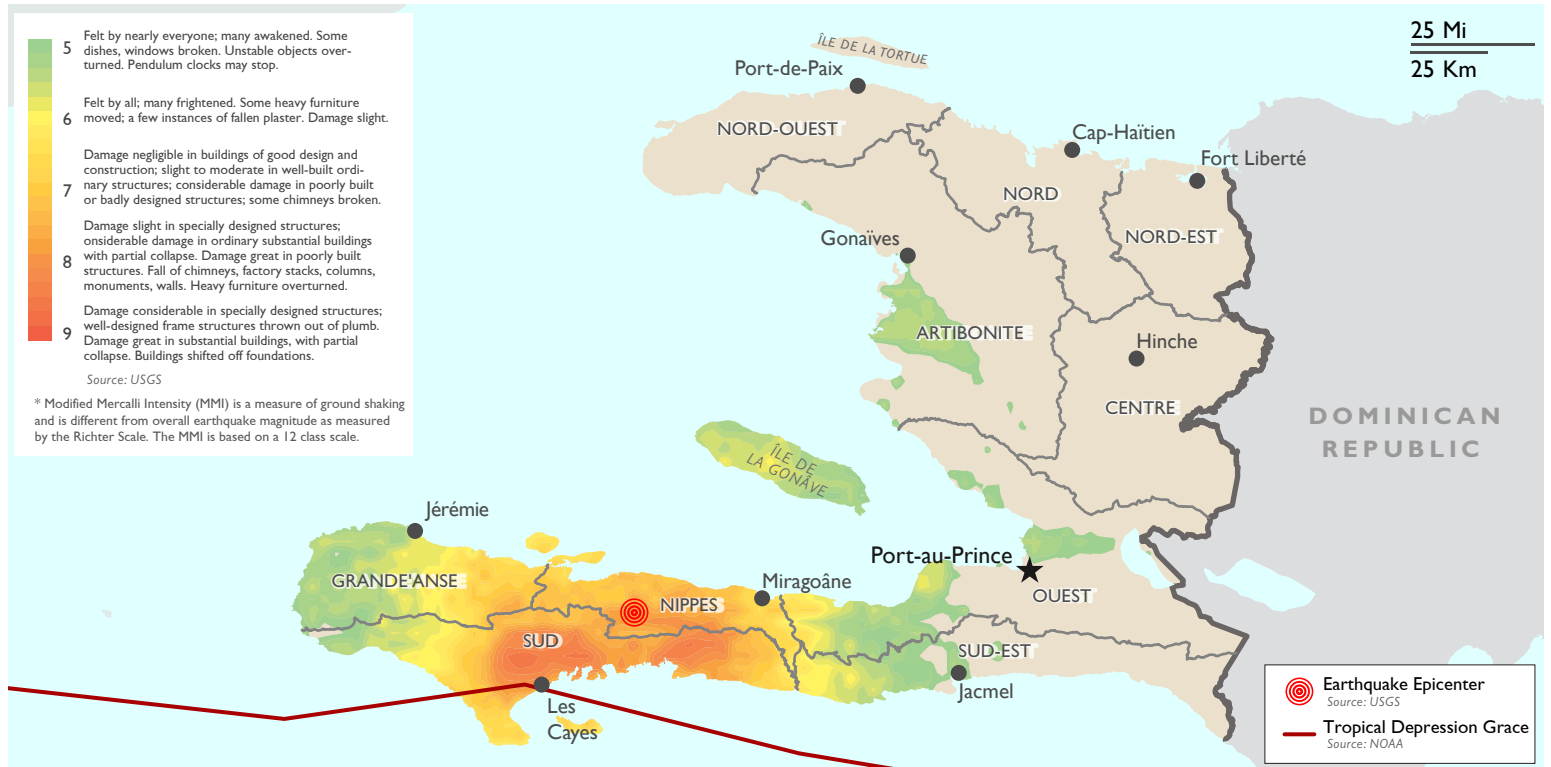 5
Felt by nearly everyone; many awakened. Some
dishes, windows broken. Unstable objects over-
turned. Pendulum clocks may stop.
6
Felt by all; many frightened. Some heavy furniture
moved; a few instances of fallen plaster. Damage slight.
7
Damage negligible in buildings of good design and
construction; slight to moderate in well-built ordi-
nary structures; considerable damage in poorly built
or badly designed structures; some chimneys broken.
8
Damage slight in specially designed structures;
onsiderable damage in ordinary substantial buildings
with partial collapse. Damage great in poorly built
structures. Fall of chimneys, factory stacks, columns,
monuments, walls. Heavy furniture overturned.
9
Damage considerable in specially designed structures;
well-designed frame structures thrown out of plumb.
Damage great in substantial buildings, with partial
collapse. Buildings shifted off foundations.
Source: USGS
* Modified Mercalli Intensity (MMI) is a measure of ground shaking
and is different from overall earthquake magnitude as measured
by the Richter Scale. The MMI is based on a 12 class scale.
25 Mi
25 Km
ÎLE DE LA TORTUE
Port-de-Paix
NORD-OUEST
Cap-Haïtien
Fort Liberté
NORD
NORD-EST
Gonaïves
ARTIBONITE
Hinche
CENTRE
DOMINICAN
REPUBLIC
ÎLE DE
LA GONÂVE
Jérémie
Port-au-Prince
GRANDE'ANSE
Miragoâne
NIPPES
OUEST
SUD
SUD-EST
Jacmel
Les
Cayes
Earthquake Epicenter
Source: USGS
Tropical Depression Grace
Source: NOAA